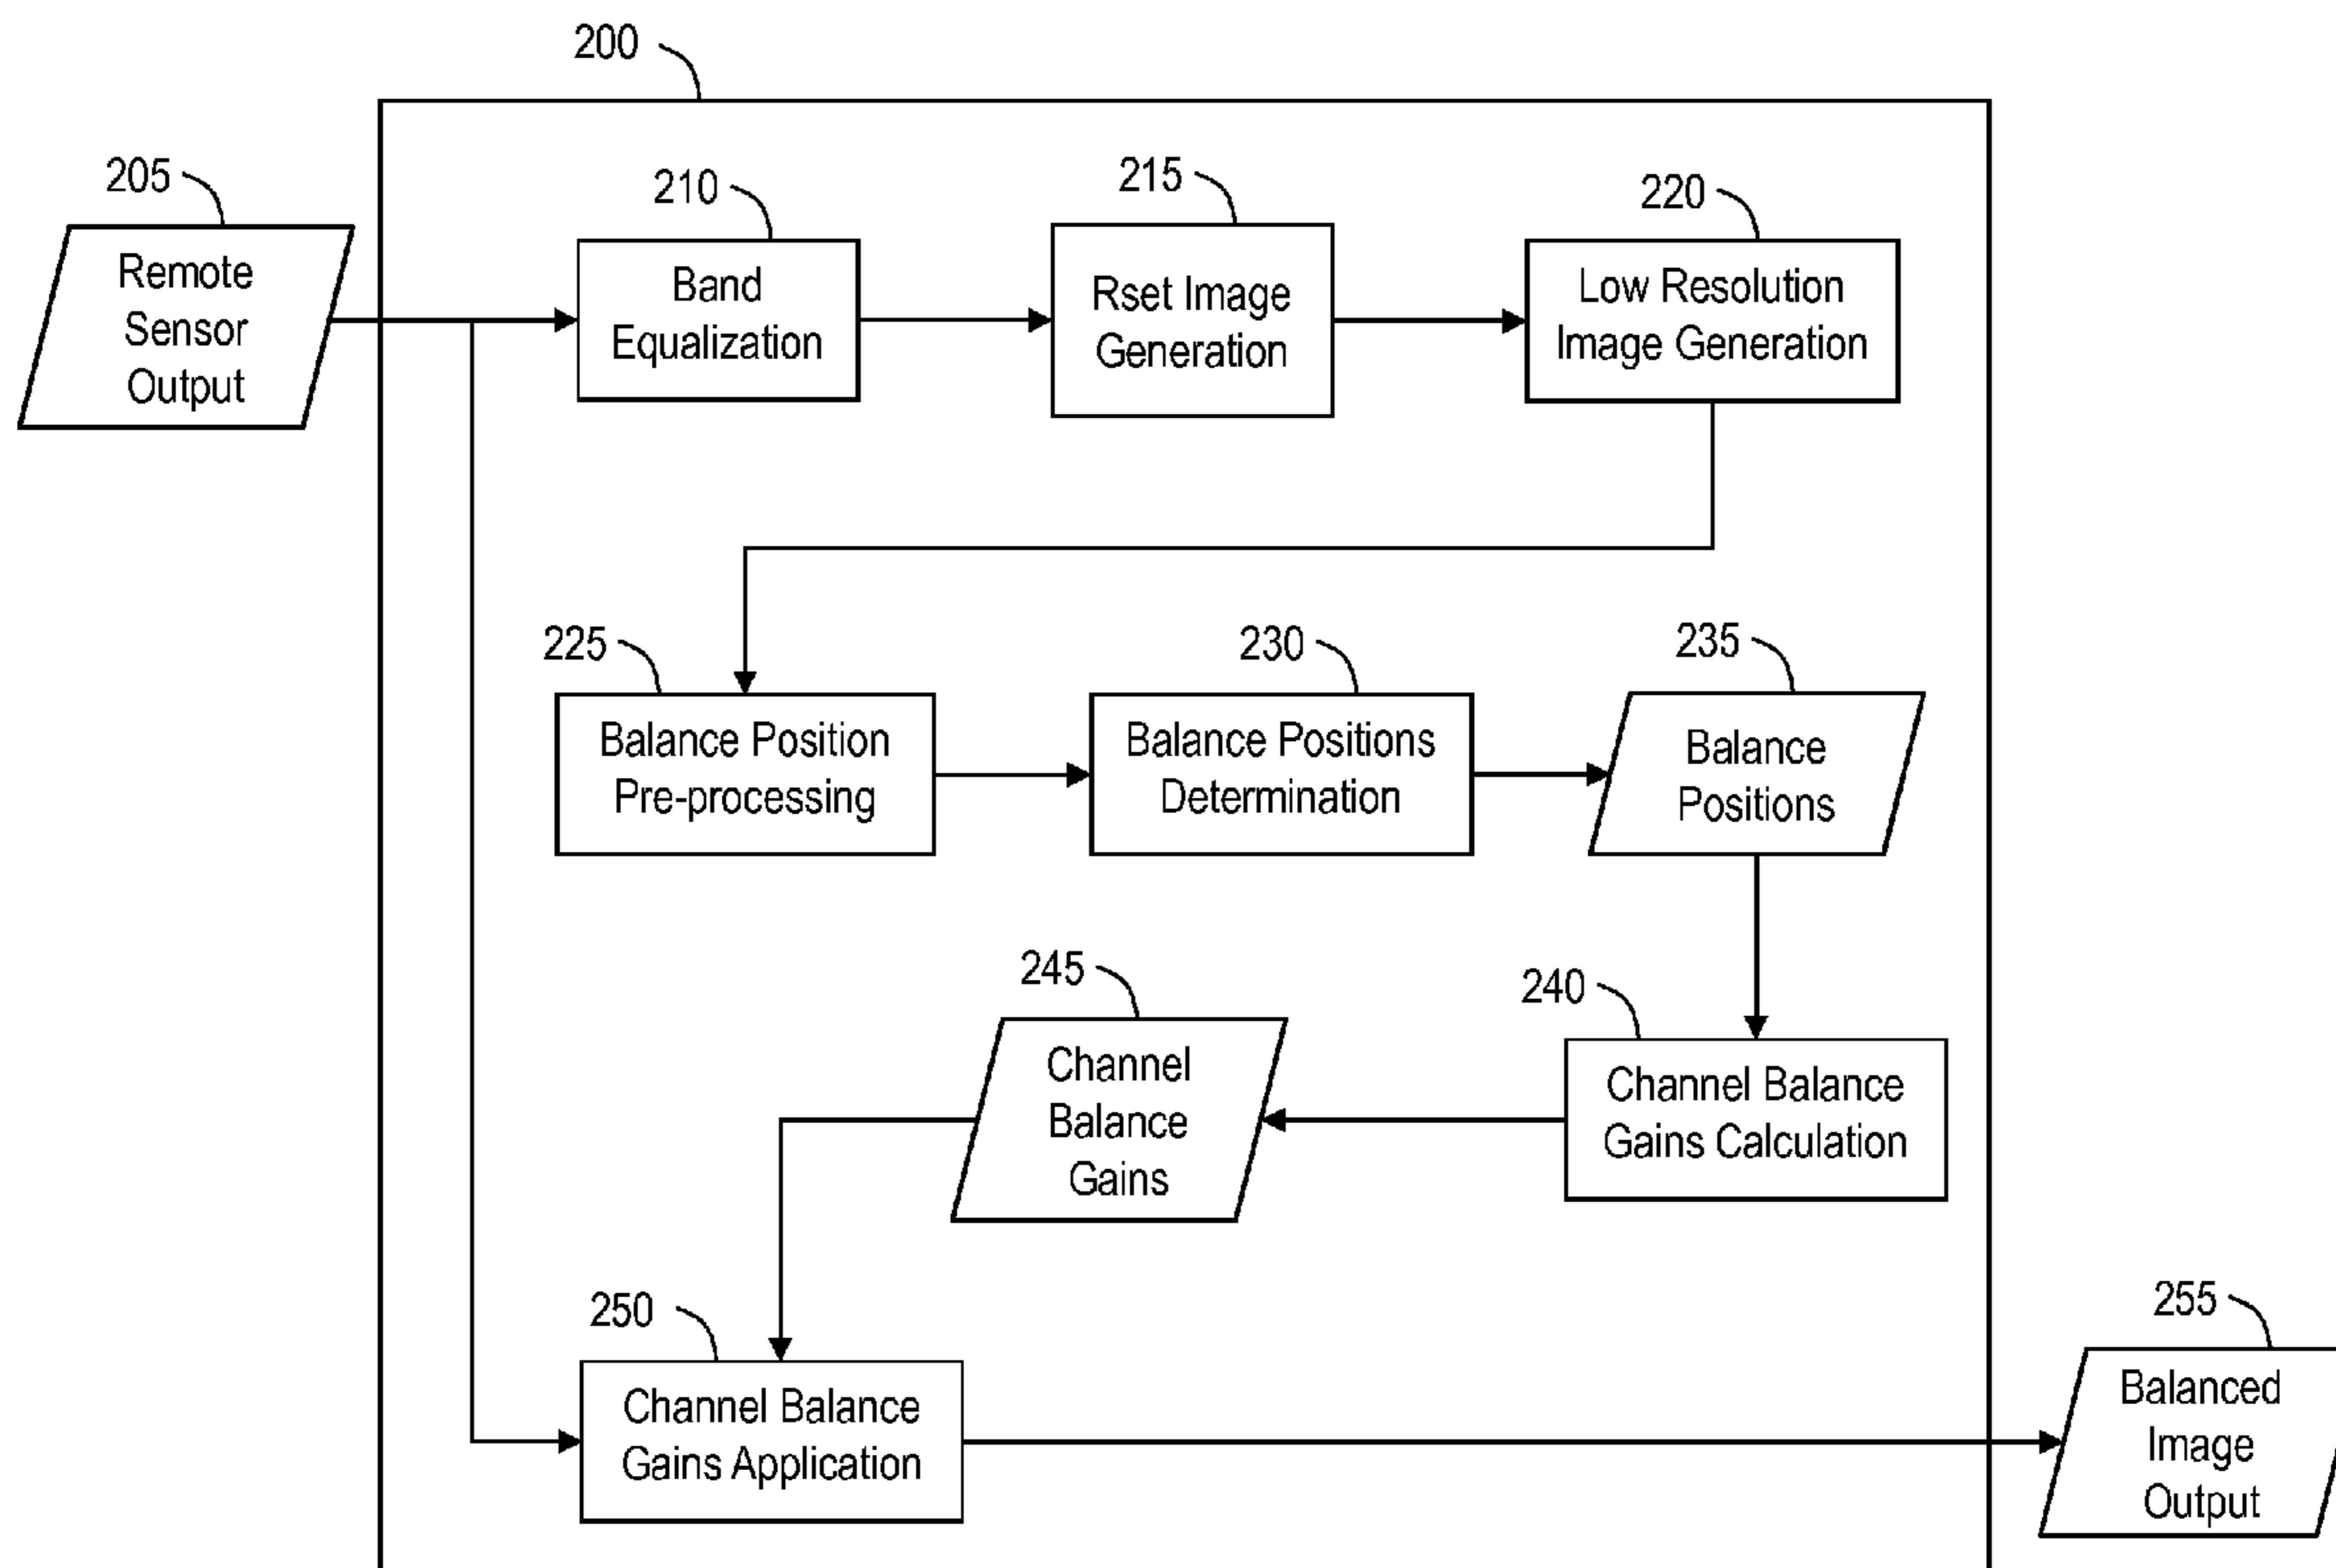 200
205
210
215
220
Remote
Sensor
Output
Band
Equalization
Rset Image
Generation
Low Resolution
Image Generation
225
230
235
Balance Position
Pre-processing
Balance Positions
Determination
Balance
Positions
245
240
Channel
Balance
Gains
Channel Balance
Gains Calculation
250
255
Channel Balance
Gains Application
Balanced
Image
Output